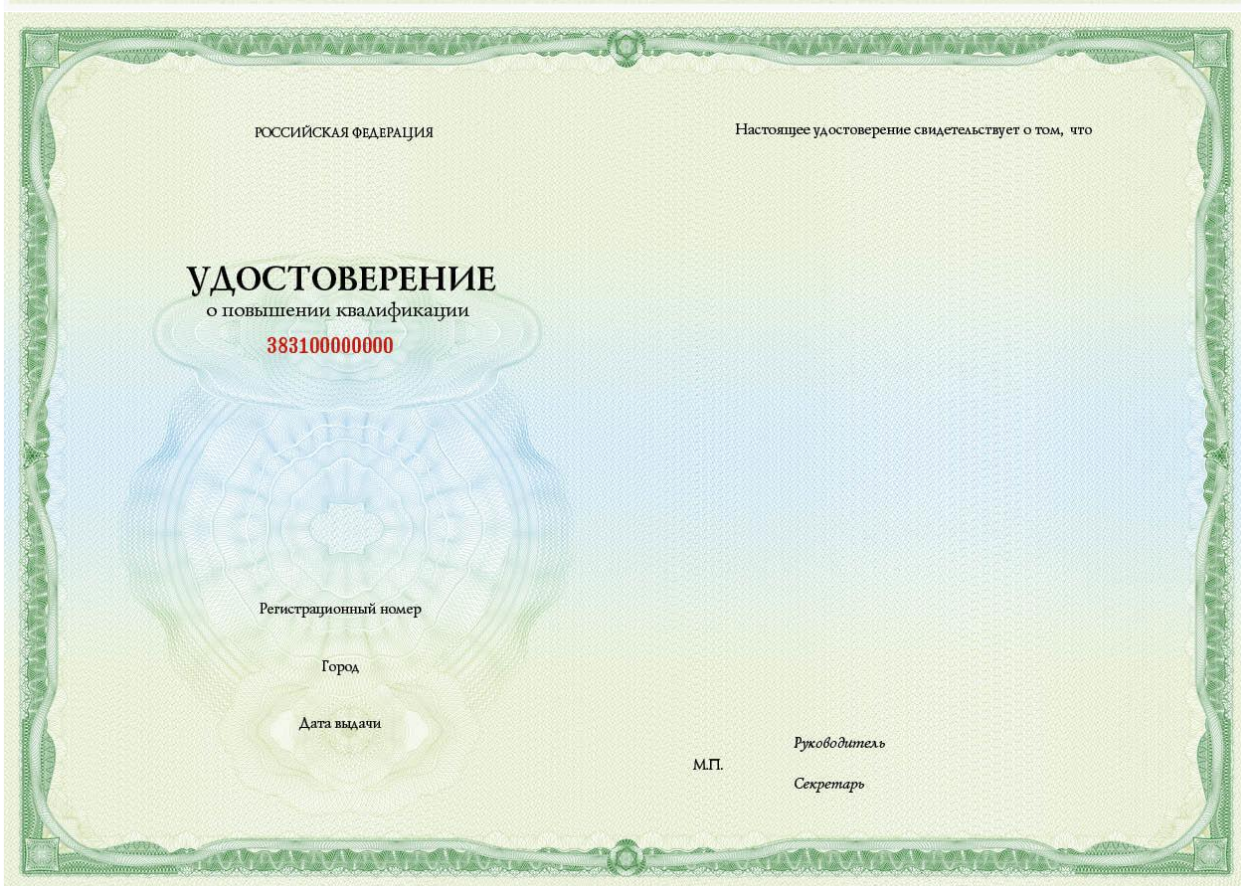 РОССИЙСКАЯ ФЕДЕРАЦИЯ
УДОСТОВЕРЕНИЕ
о повышении квалификации
383100000000
Регистрационный номер
Город
Дата выдачи
Настоящее удостоверение свидетельствует о том, что
М.П.
Руководитель
Секретарь